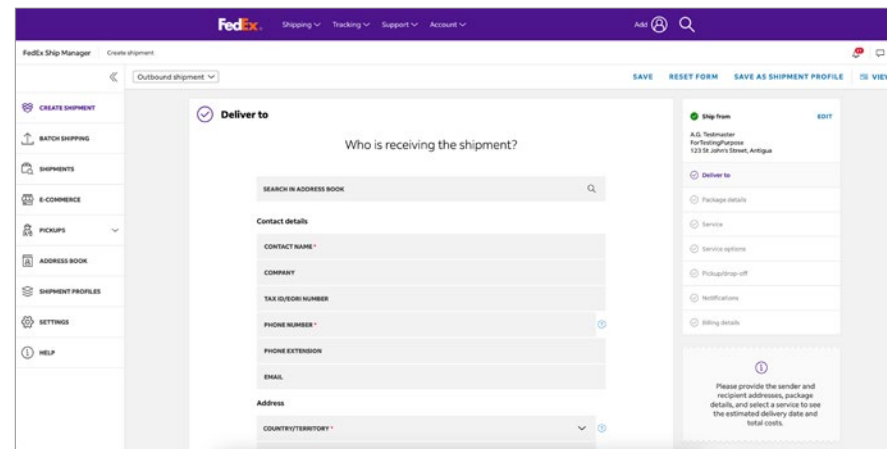 FedEx.
Shipping
Tracking
Support
Account
Add
FedEx Ship Manager
Create shipment
Outbound shipment
SAVE
RESET FORM
SAVE AS SHIPMENT PROFILE
VIEW
CREATE SHIPMENT
BATCH SHIPPING
SHIPMENTS
E-COMMERCE
PICKUPS
ADDRESS BOOK
SHIPMENT PROFILES
SETTINGS
HELP
Deliver to
Who is receiving the shipment?
SEARCH IN ADDRESS BOOK
Contact details
CONTACT NAME *
COMPANY
TAX ID/EORI NUMBER
PHONE NUMBER *
PHONE EXTENSION
EMAIL
Address
COUNTRY/TERRITORY *
Ship from
EDIT
A.G. Testmaster
ForTestingPurpose
123 St John's Street, Antigua
Deliver to
Package details
Service
Service options
Pickup/drop-off
Notifications
Billing details
Please provide the sender and
recipient addresses, package
details, and select a service to see
the estimated delivery date and
total costs.